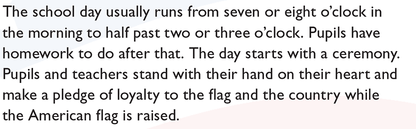 The school day usually runs from seven or eight o'clock in
the morning to half past two or three o'clock. Pupils have
homework to do after that. The day starts with a ceremony.
Pupils and teachers stand with their hand on their heart and
make a pledge of loyalty to the flag and the country while
the American flag is raised.